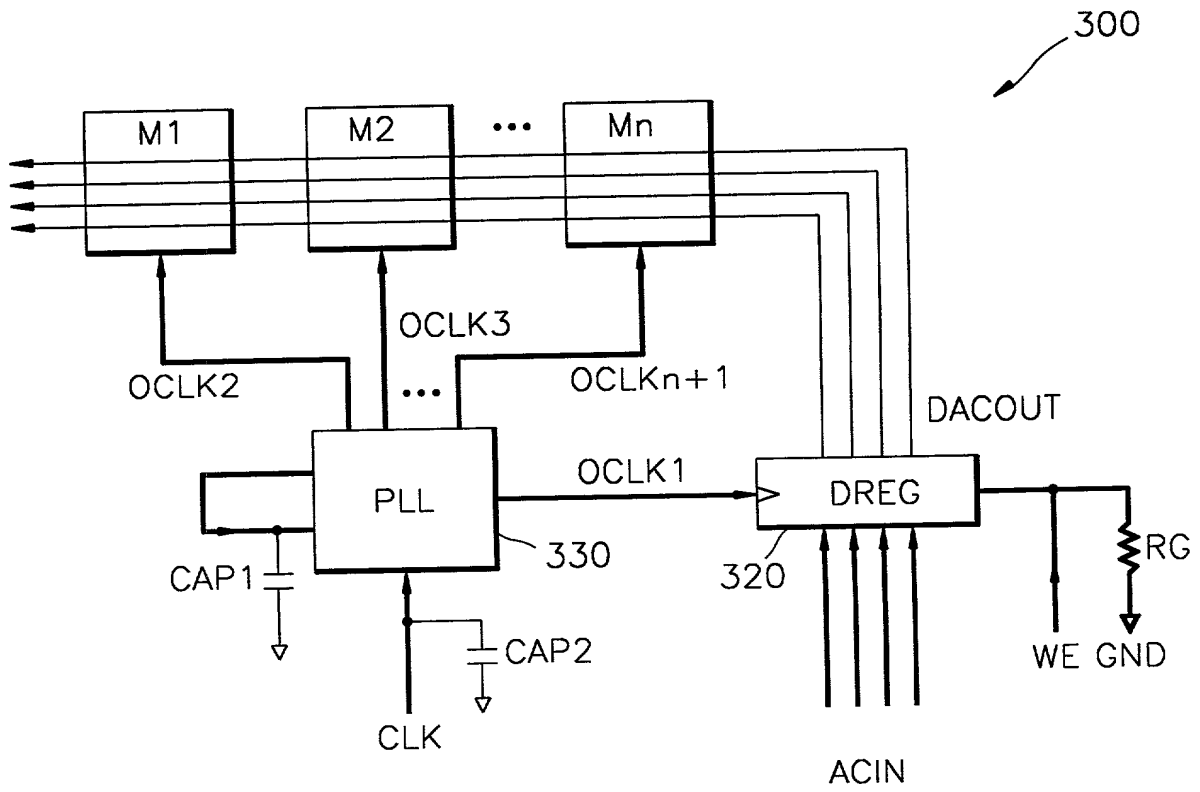 300
M1
M2
•••
Mn
OCLK3
OCLK2
•••
OCLKn+1
DACOUT
OCLK1
PLL
DREG
330
320
RG
CAP1
CAP2
WE GND
CLK
ACIN